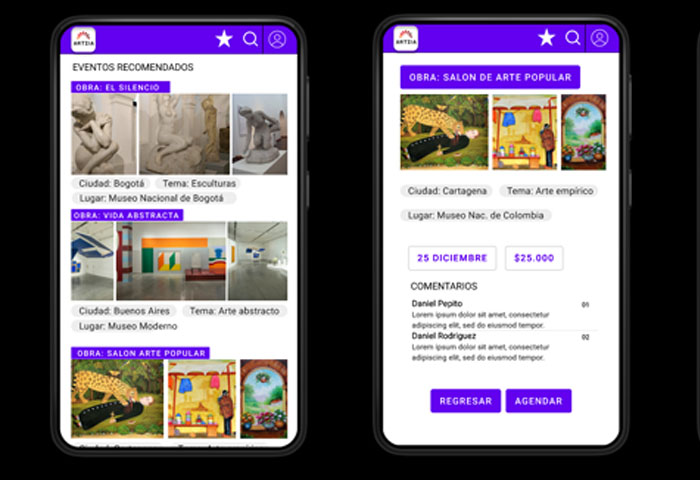 ARTZIA
EVENTOS RECOMENDADOS
OBRA: EL SILENCIO
Ciudad: Bogotá
Tema: Esculturas
Lugar: Museo Nacional de Bogotá
OBRA: VIDA ABSTRACTA
Ciudad: Buenos Aires
Tema: Arte abstracto
Lugar: Museo Moderno
OBRA: SALON ARTE POPULAR
OBRA: SALON DE ARTE POPULAR
Ciudad: Cartagena
Tema: Arte empírico
Lugar: Museo Nac. de Colombia
25 DICIEMBRE
$25.000
COMENTARIOS
Daniel Pepito
01
Lorem ipsum dolor sit amet, consectetur
adipiscing elit, sed do eiusmod tempor.
Daniel Rodriguez
02
Lorem ipsum dolor sit amet, consectetur
adipiscing elit, sed do eiusmod tempor.
REGRESAR
AGENDAR